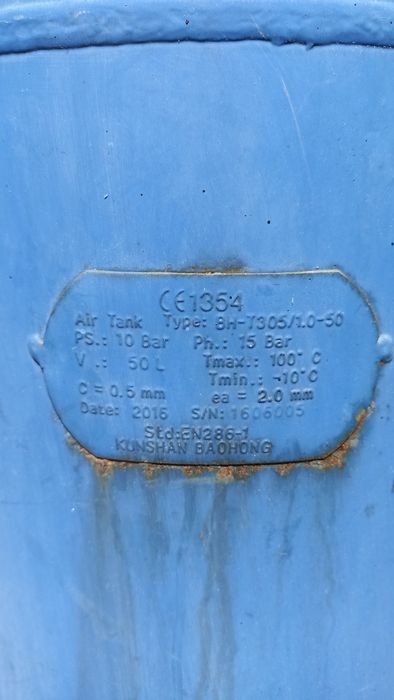 CE1354
Air Tank Type: BH-T305/1.0-50
PS.: 10 Bar Ph.: 15 Bar
V .: 50 L Tmax.: 100° C
Tmin.: -10°C
C = 0.5 mm ea = 2.0 mm
Date: 2016 S/N: 1606005
Std:EN286-1
KUNSHAN BAOHONG